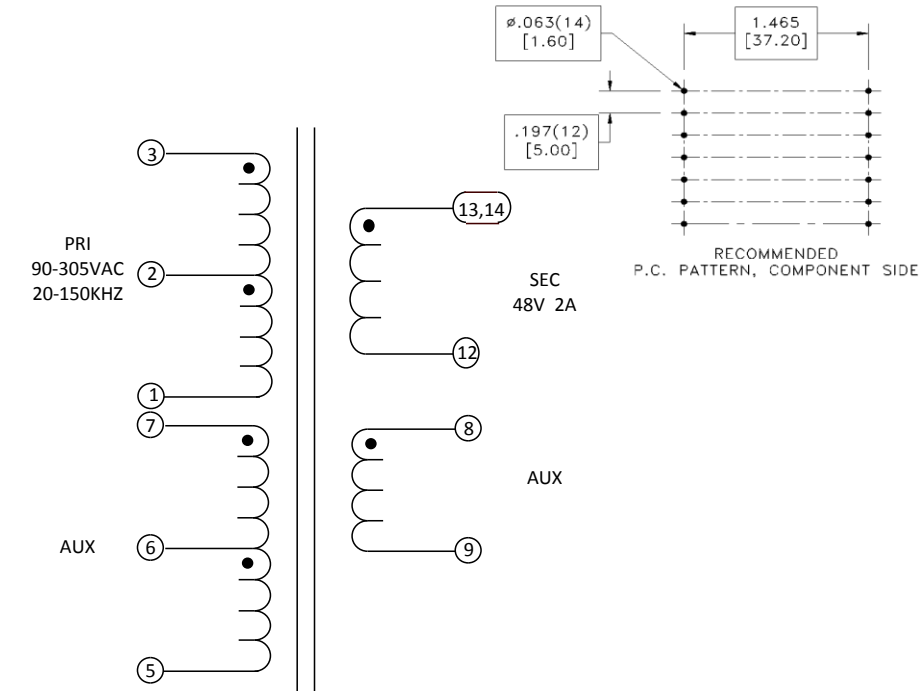 ⌀.063(14)
[1.60]
1.465
[37.20]
.197(12)
[5.00]
RECOMMENDED
P.C. PATTERN, COMPONENT SIDE
3
PRI
90-305VAC
20-150KHZ
2
1
7
AUX
6
5
13,14
SEC
48V 2A
12
8
AUX
9